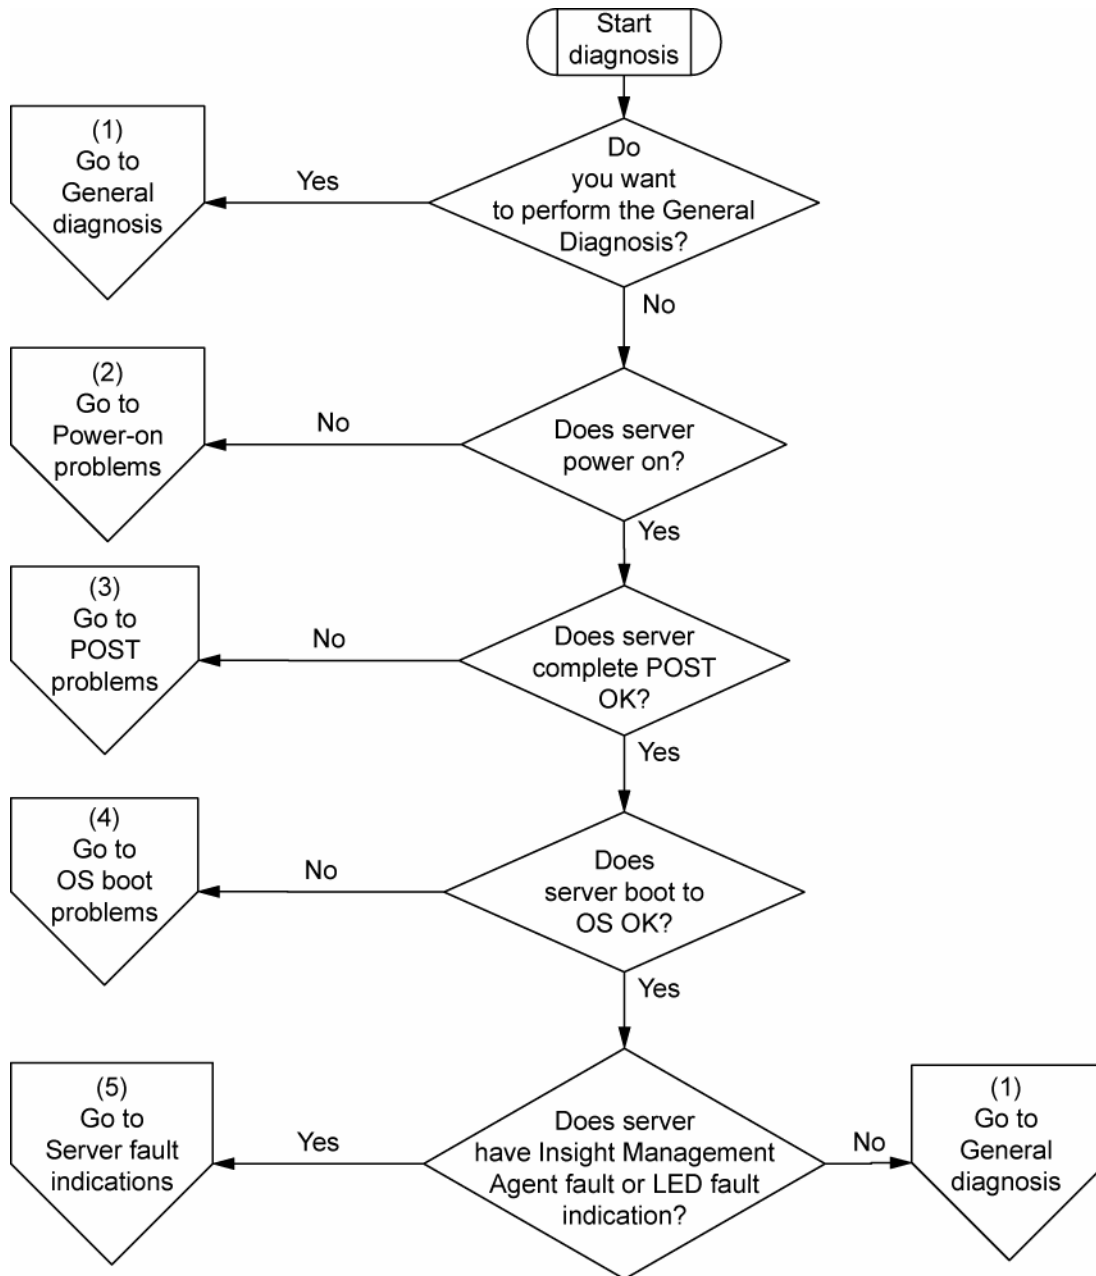 Start
diagnosis
Do
you want
to perform the General
Diagnosis?
Yes
(1)
Go to
General
diagnosis
No
Does server
power on?
No
(2)
Go to
Power-on
problems
Yes
Does server
complete POST
OK?
No
(3)
Go to
POST
problems
Yes
Does
server boot to
OS OK?
No
(4)
Go to
OS boot
problems
Yes
Does server
have Insight Management
Agent fault or LED fault
indication?
Yes
(5)
Go to
Server fault
indications
No
(1)
Go to
General
diagnosis